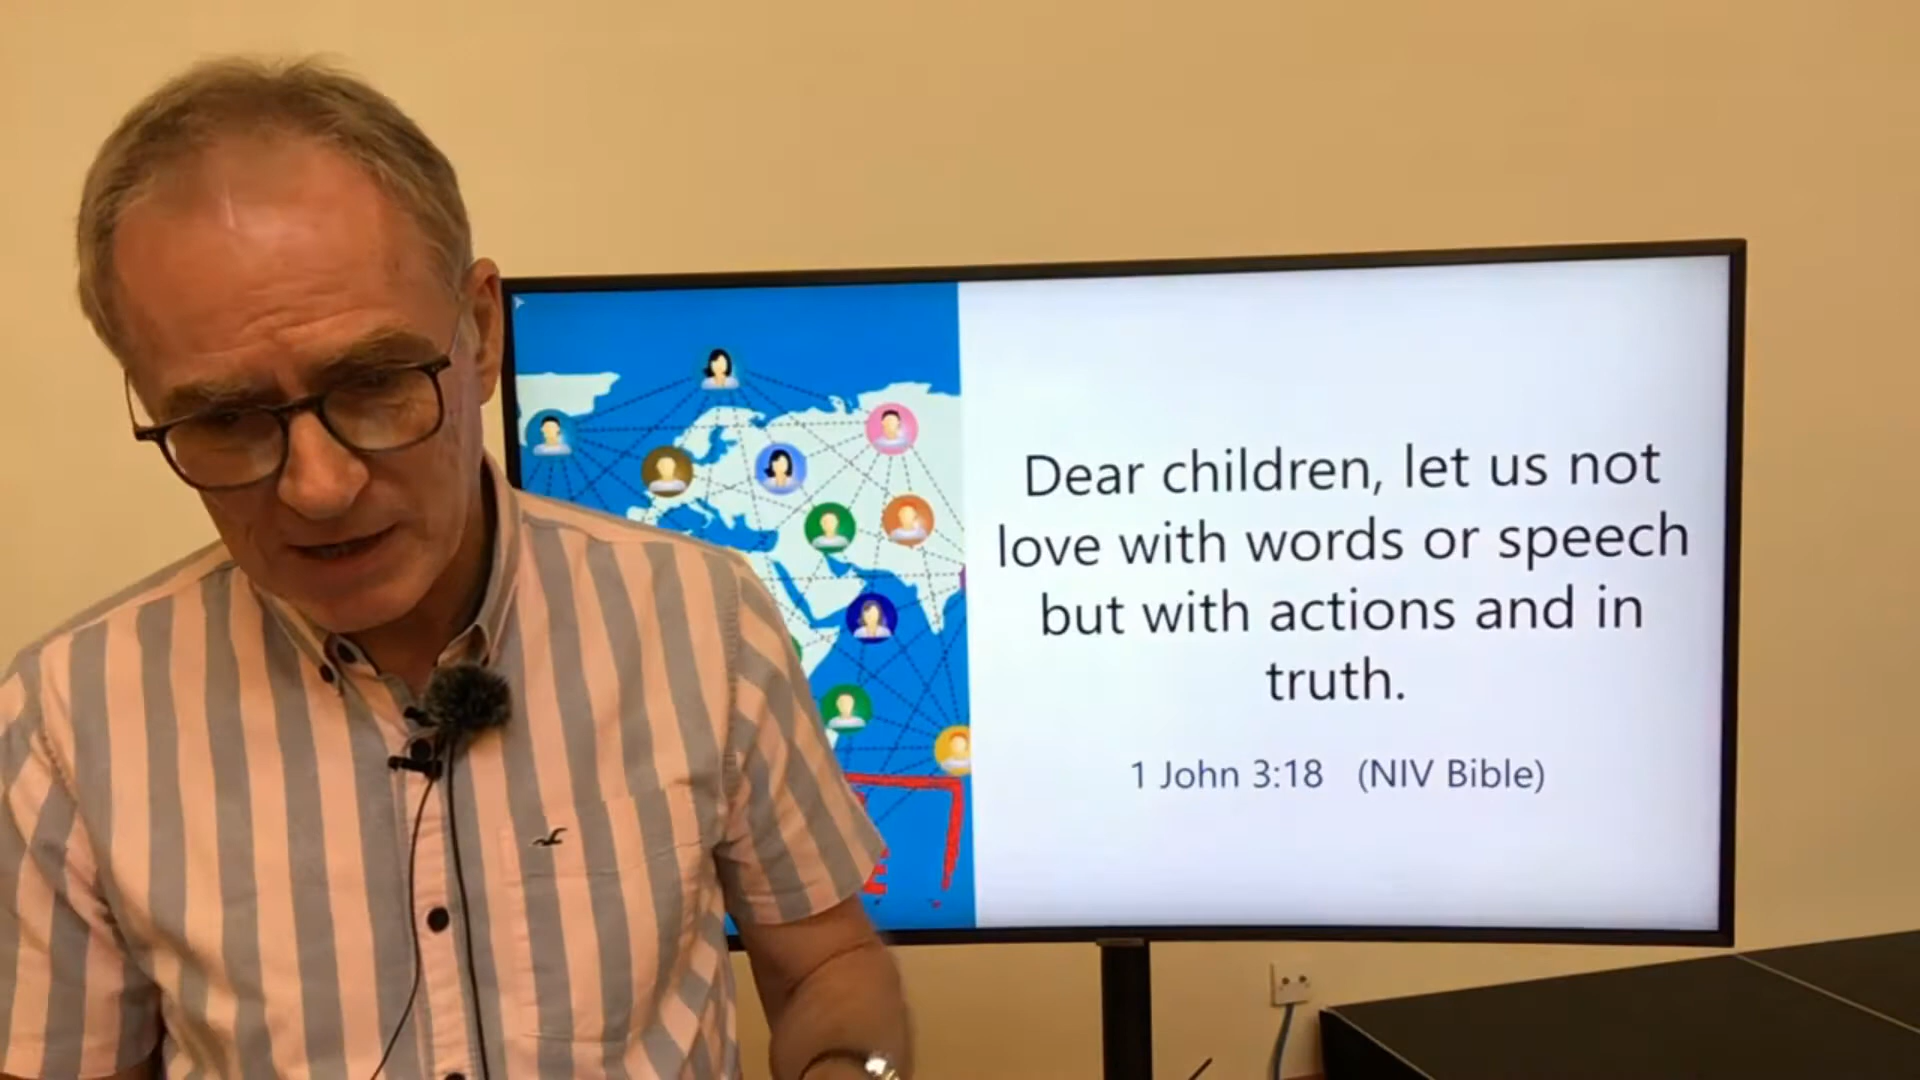 Dear children, let us not
love with words or speech
but with actions and in
truth.
1 John 3:18 (NIV Bible)